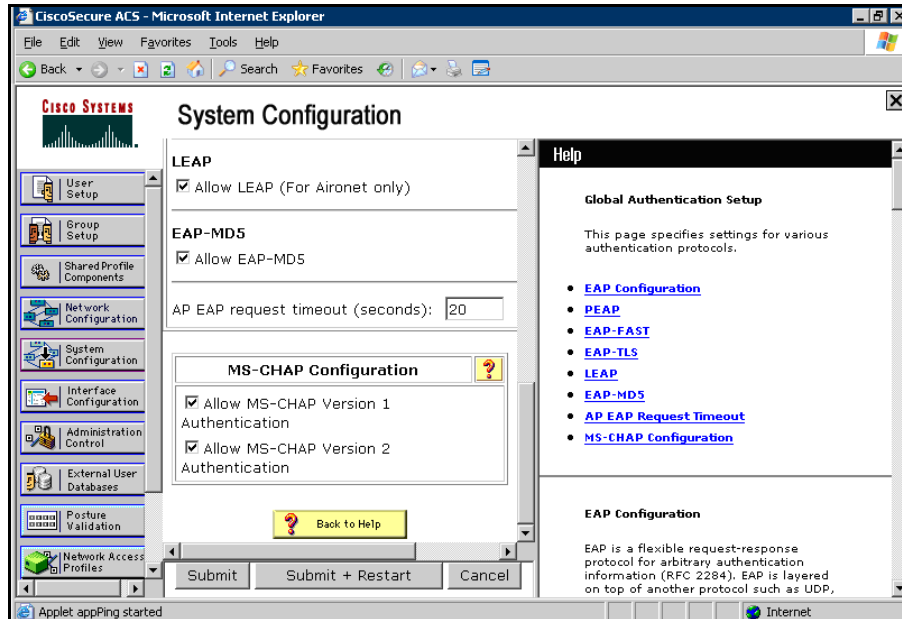 CiscoSecure ACS - Microsoft Internet Explorer
File Edit View Favorites Tools Help
Back Search Favorites
CISCO SYSTEMS
System Configuration
User
Setup
Group
Setup
Shared Profile
Components
Network
Configuration
System
Configuration
Interface
Configuration
Administration
Control
External User
Databases
Posture
Validation
Network Access
Profiles
LEAP
Allow LEAP (For Aironet only)
EAP-MD5
Allow EAP-MD5
AP EAP request timeout (seconds): 20
MS-CHAP Configuration ?
Allow MS-CHAP Version 1
Authentication
Allow MS-CHAP Version 2
Authentication
? Back to Help
Submit Submit + Restart Cancel
Help
Global Authentication Setup
This page specifies settings for various
authentication protocols.
EAP Configuration
PEAP
EAP-FAST
EAP-TLS
LEAP
EAP-MD5
AP EAP Request Timeout
MS-CHAP Configuration
EAP Configuration
EAP is a flexible request-response
protocol for arbitrary authentication
information (RFC 2284). EAP is layered
on top of another protocol such as UDP,
Applet appPing started Internet